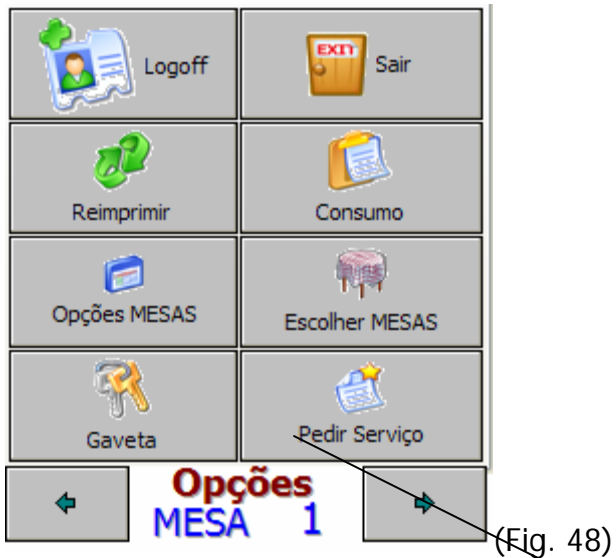 Logoff
EXIT
Sair
Reimprimir
Consumo
Opções MESAS
Escolher MESAS
Gaveta
Pedir Serviço
Opções
MESA 1
(Fig. 48)